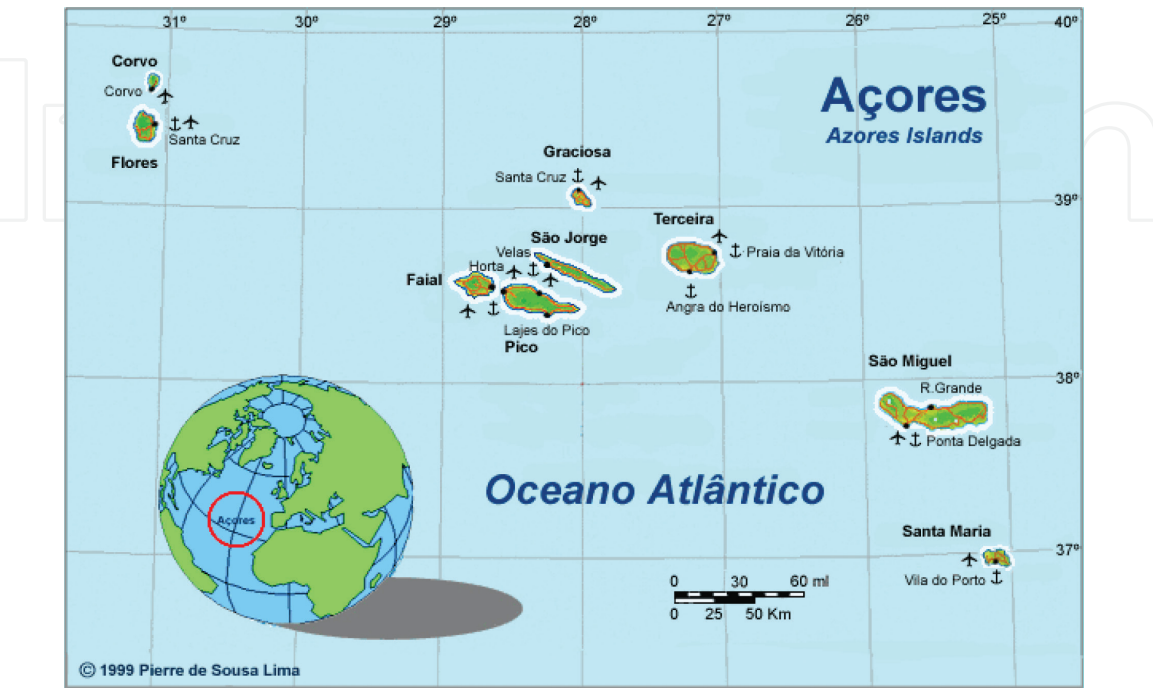 31º 30º 29º 28º 27º 26º 25º 40º
Corvo
Corvo
Santa Cruz
Flores
Açores
Azores Islands
Graciosa
Santa Cruz
39º
Terceira
Praia da Vitória
Angra do Heroísmo
São Jorge
Velas
Horta
Faial
Lajes do Pico
Pico
São Miguel
38º
R.Grande
Ponta Delgada
Oceano Atlântico
Açores
Santa Maria
37º
Vila do Porto
0 30 60 ml
0 25 50 Km
© 1999 Pierre de Sousa Lima